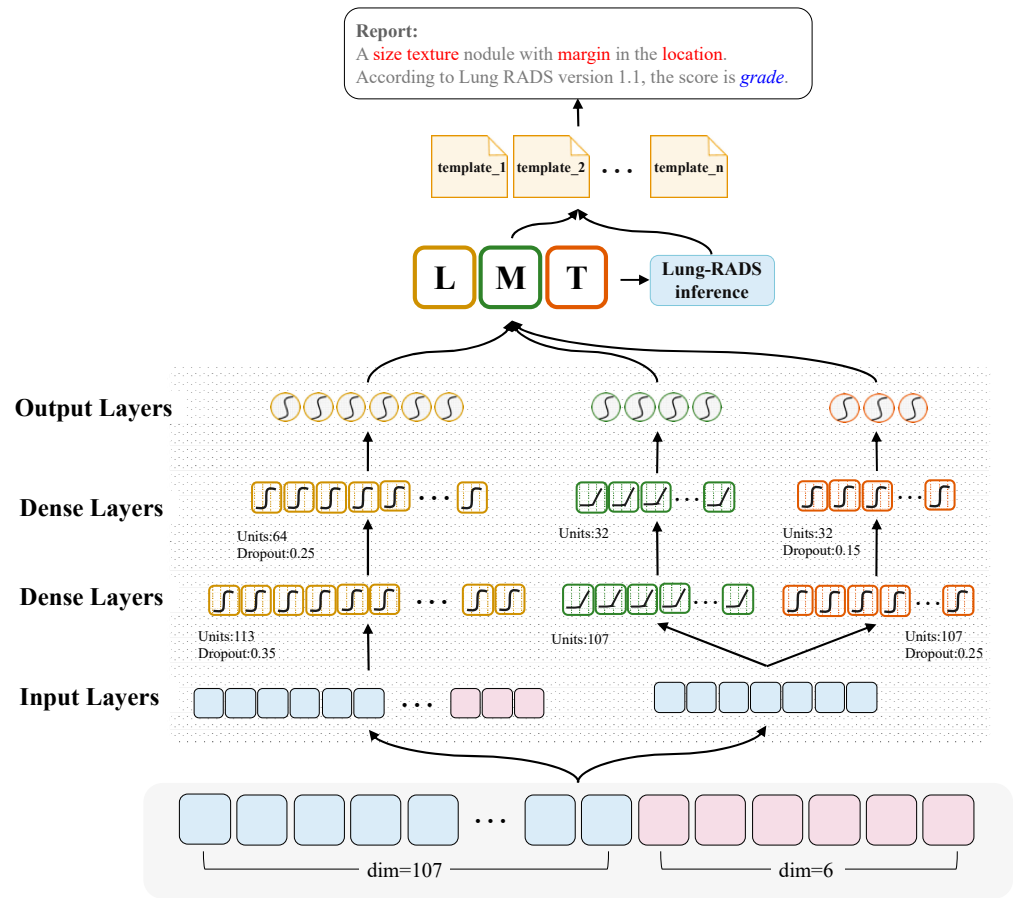 Report:
A size texture nodule with margin in the location.
According to Lung RADS version 1.1, the score is grade.
template_1
template_2
...
template_n
L
M
T
Lung-RADS
inference
Output Layers
Dense Layers
...
...
...
Units:64
Dropout:0.25
Units:32
Units:32
Dropout:0.15
Dense Layers
...
...
...
Units:113
Dropout:0.35
Units:107
Units:107
Dropout:0.25
Input Layers
...
...
dim=107
dim=6